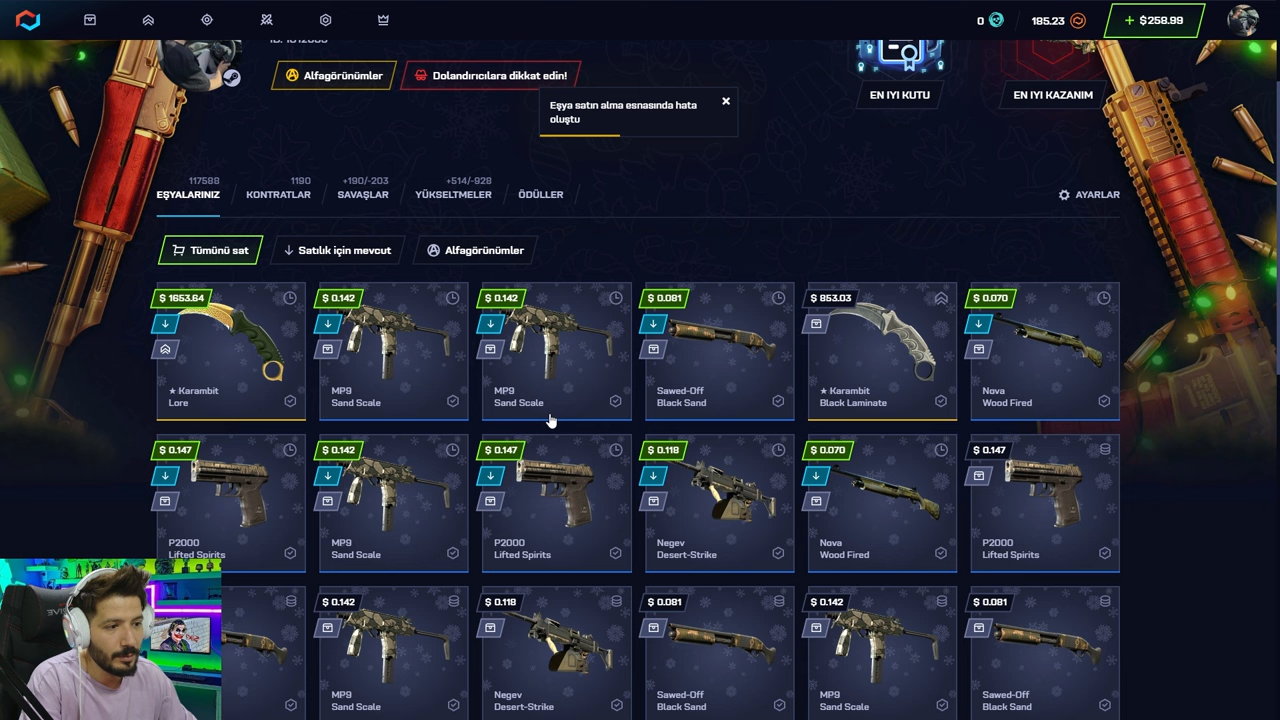 0
185.23
+ $258.99
Alfagörünümler
Dolandırıcılara dikkat edin!
EN IYI KUTU
EN IYI KAZANIM
Eşya satın alma esnasında hata
oluştu
117588
EŞYALARINIZ
1190
KONTRATLAR
+190/-203
SAVAŞLAR
+514/-928
YÜKSELTMELER
ÖDÜLLER
AYARLAR
Tümünü sat
Satılık için mevcut
Alfagörünümler
$ 1653.64
★ Karambit
Lore
$ 0.142
MP9
Sand Scale
$ 0.142
MP9
Sand Scale
$ 0.081
Sawed-Off
Black Sand
$ 853.03
★ Karambit
Black Laminate
$ 0.070
Nova
Wood Fired
$ 0.147
P2000
Lifted Spirits
$ 0.142
MP9
Sand Scale
$ 0.147
P2000
Lifted Spirits
$ 0.118
Negev
Desert-Strike
$ 0.070
Nova
Wood Fired
$ 0.147
P2000
Lifted Spirits
$ 0.142
MP9
Sand Scale
$ 0.118
Negev
Desert-Strike
$ 0.081
Sawed-Off
Black Sand
$ 0.142
MP9
Sand Scale
$ 0.081
Sawed-Off
Black Sand